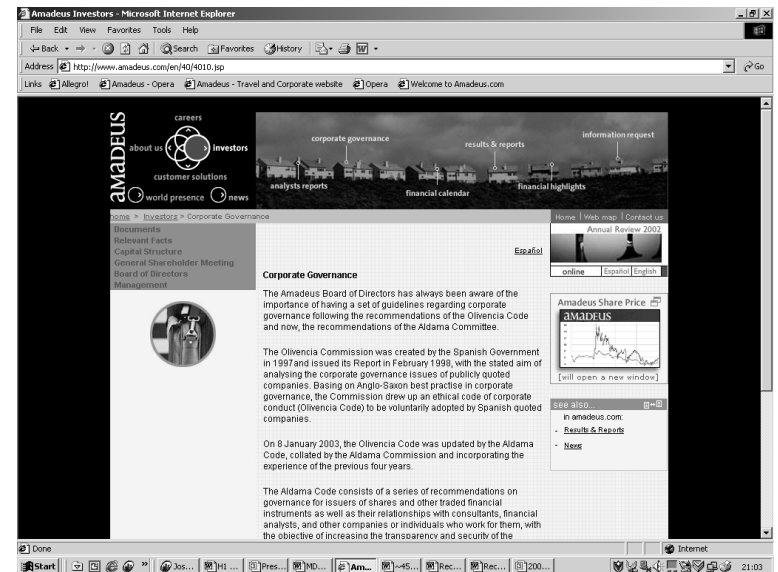 Amadeus Investors - Microsoft Internet Explorer
File Edit View Favorites Tools Help
Back Search Favorites History
Address http://www.amadeus.com/en/40/4010.jsp Go
Links Allegro! Amadeus - Opera Amadeus - Travel and Corporate website Opera Welcome to Amadeus.com
AMADEUS
careers
about us
investors
customer solutions
world presence
news
corporate governance
results & reports
information request
analysts reports
financial calendar
financial highlights
home > Investors > Corporate Governance
Home | Web map | Contact us
Documents
Relevant Facts
Capital Structure
General Shareholder Meeting
Board of Directors
Management
Español
Corporate Governance
The Amadeus Board of Directors has always been aware of the
importance of having a set of guidelines regarding corporate
governance following the recommendations of the Olivencia Code
and now, the recommendations of the Aldama Committee.
The Olivencia Commission was created by the Spanish Government
in 1997and issued its Report in February 1998, with the stated aim of
analysing the corporate governance issues of publicly quoted
companies. Basing on Anglo-Saxon best practise in corporate
governance, the Commission drew up an ethical code of corporate
conduct (Olivencia Code) to be voluntarily adopted by Spanish quoted
companies.
On 8 January 2003, the Olivencia Code was updated by the Aldama
Code, collated by the Aldama Commission and incorporating the
experience of the previous four years.
The Aldama Code consists of a series of recommendations on
governance for issuers of shares and other traded financial
instruments as well as their relationships with consultants, financial
analysts, and other companies or individuals who work for them, with
the objective of increasing the transparency and security of the
Annual Review 2002
online Español English
Amadeus Share Price
AMADEUS
[will open a new window]
see also...
in amadeus.com:
- Results & Reports
- News
Done
Internet
Start Jos... H1 ... Pres... MD... Am... ~45... Rec... Rec... 200... 21:03